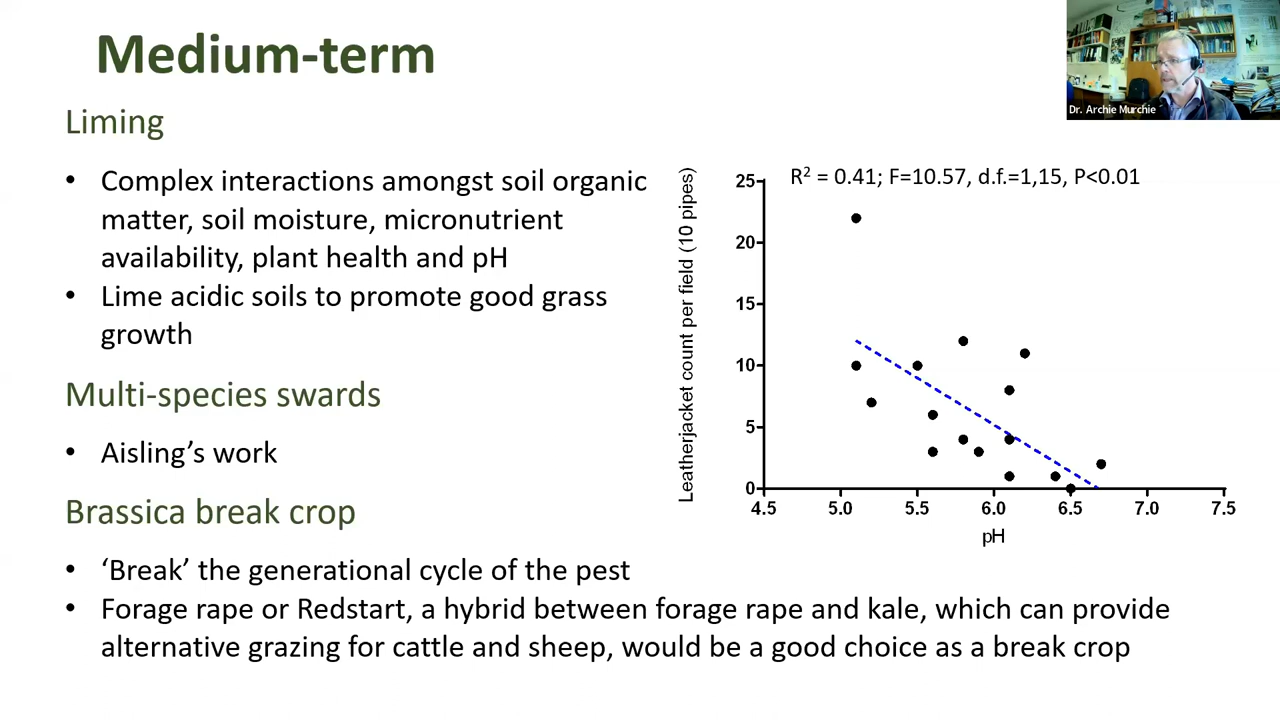 Medium-term
Dr. Archie Murchie
Liming
• Complex interactions amongst soil organic
matter, soil moisture, micronutrient
availability, plant health and pH
• Lime acidic soils to promote good grass
growth
Multi-species swards
• Aisling’s work
Brassica break crop
• ‘Break’ the generational cycle of the pest
• Forage rape or Redstart, a hybrid between forage rape and kale, which can provide
alternative grazing for cattle and sheep, would be a good choice as a break crop
R² = 0.41; F=10.57, d.f.=1,15, P<0.01
Leatherjacket count per field (10 pipes)
25
20
15
10
5
0
4.5 5.0 5.5 6.0 6.5 7.0 7.5
pH